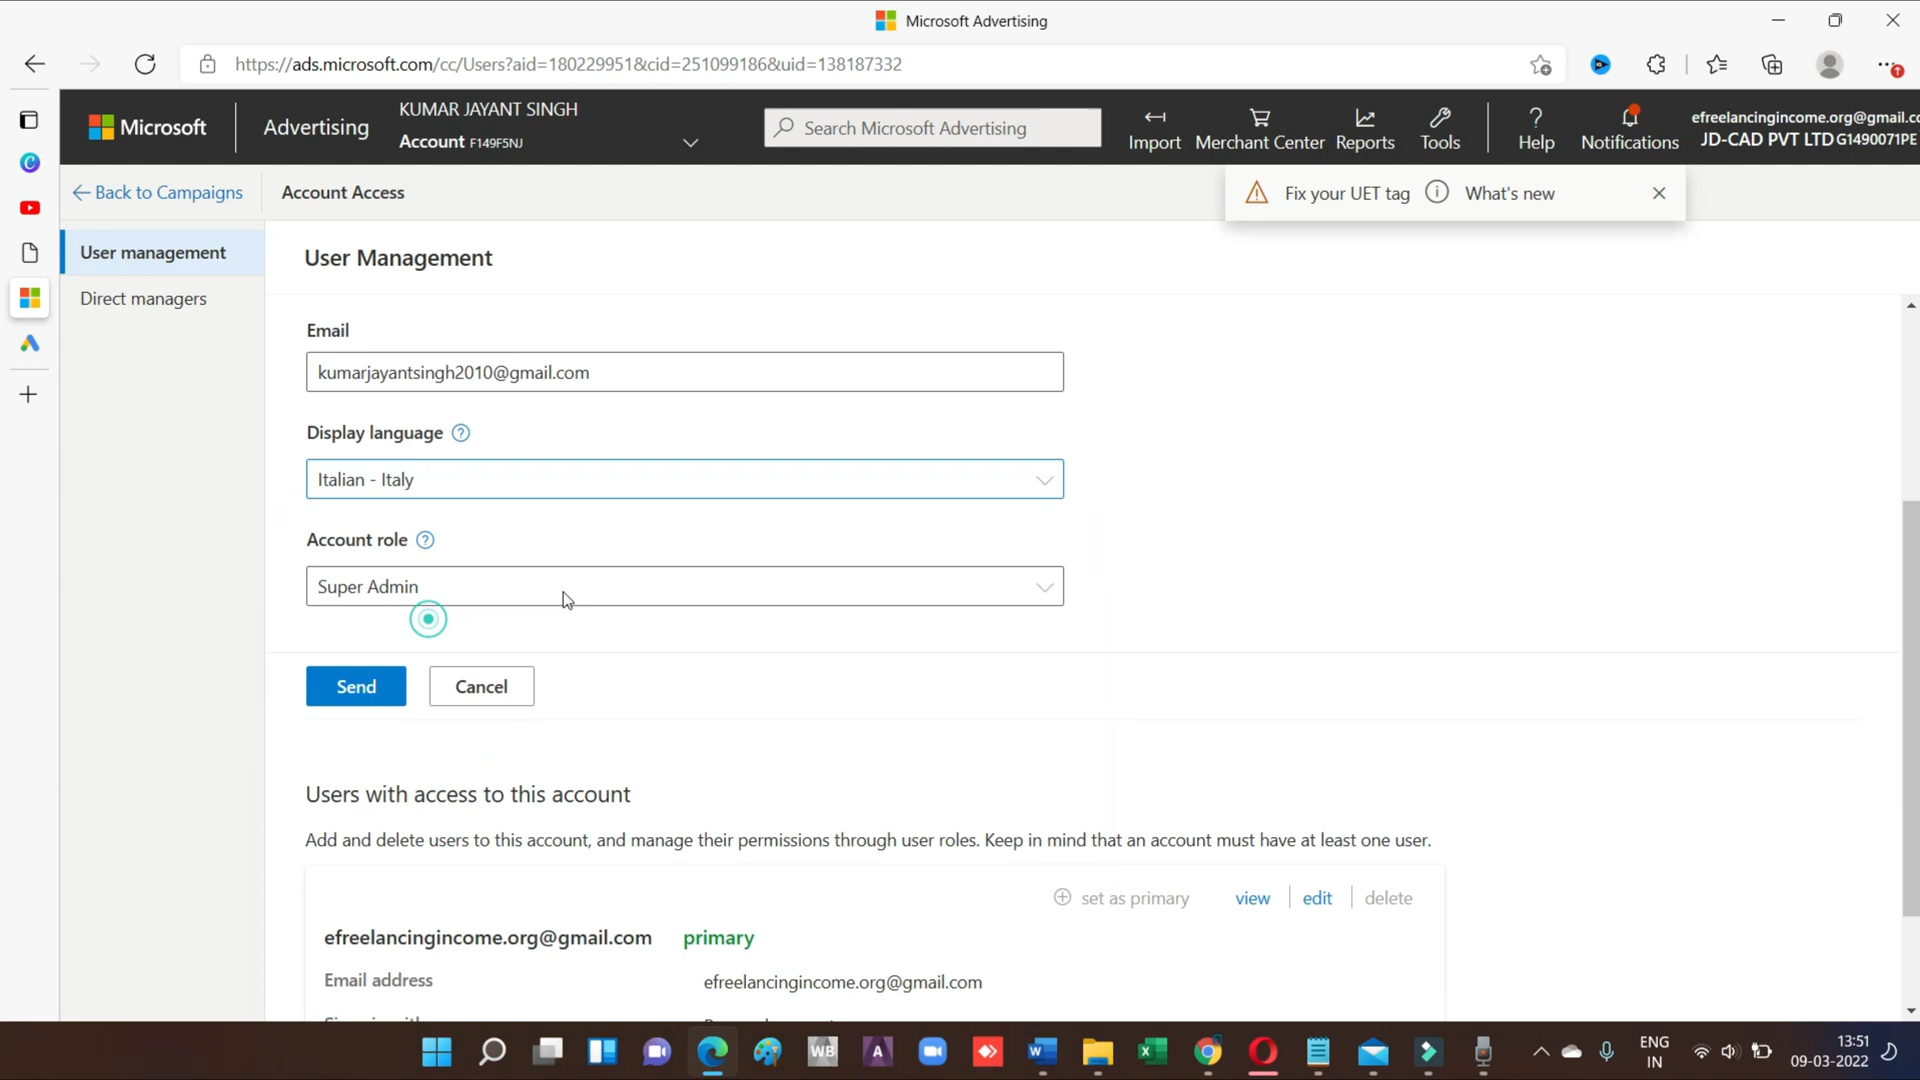 Microsoft Advertising
https://ads.microsoft.com/cc/Users?aid=180229951&cid=251099186&uid=138187332
Microsoft
Advertising
KUMAR JAYANT SINGH
Account F149F5NJ
Search Microsoft Advertising
Import
Merchant Center
Reports
Tools
Help
Notifications
efreelancingincome.org@gmail.co
JD-CAD PVT LTD G1490071PE
Back to Campaigns
Account Access
Fix your UET tag
What's new
User management
Direct managers
User Management
Email
kumarjayantsingh2010@gmail.com
Display language
Italian - Italy
Account role
Super Admin
Send
Cancel
Users with access to this account
Add and delete users to this account, and manage their permissions through user roles. Keep in mind that an account must have at least one user.
set as primary
view
edit
delete
efreelancingincome.org@gmail.com
primary
Email address
efreelancingincome.org@gmail.com
WB
A
ENG
IN
13:51
09-03-2022